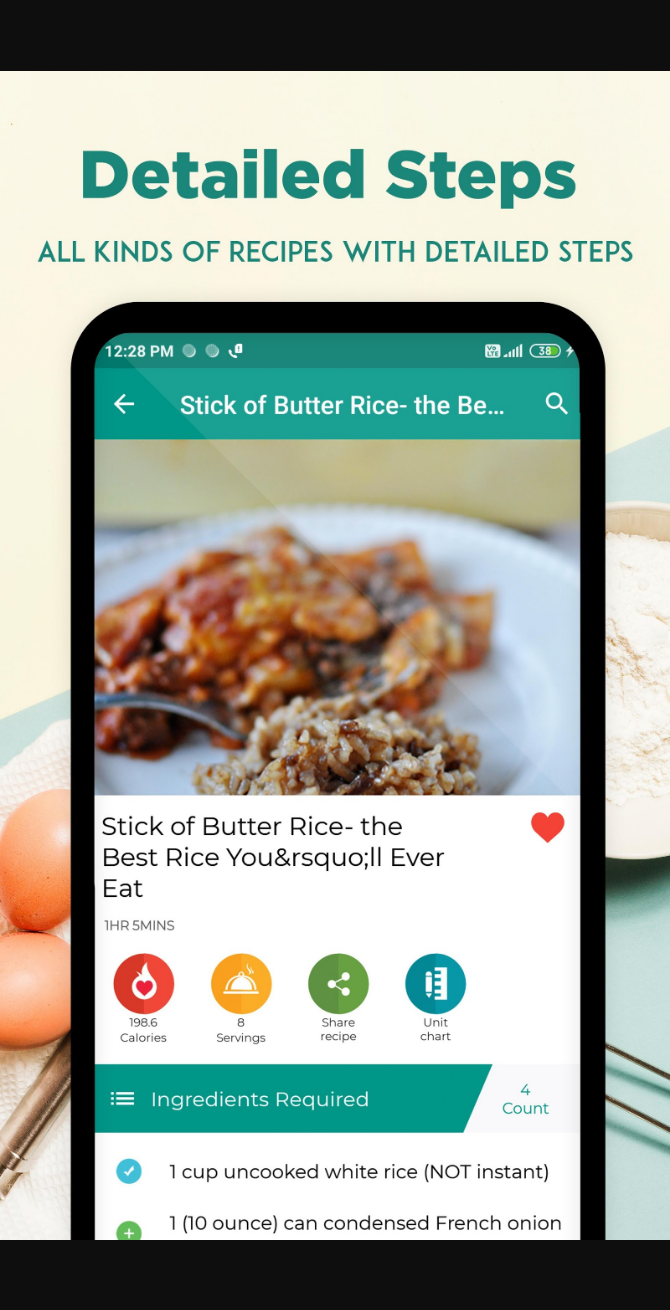 Detailed Steps
ALL KINDS OF RECIPES WITH DETAILED STEPS
12:28 PM
Vo LTE 38
Stick of Butter Rice- the Be...
Stick of Butter Rice- the
Best Rice You&rsquo;ll Ever
Eat
1HR 5MINS
198.6
Calories
8
Servings
Share
recipe
Unit
chart
Ingredients Required
4
Count
1 cup uncooked white rice (NOT instant)
1 (10 ounce) can condensed French onion